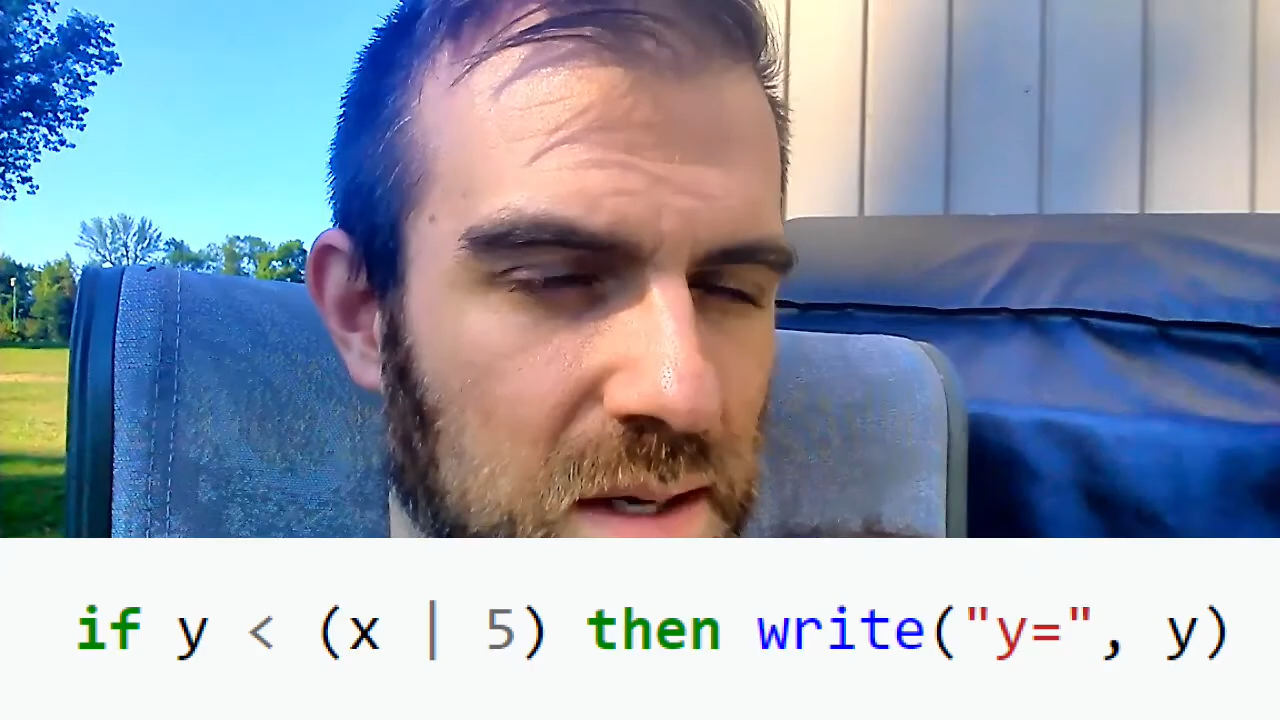 if y < (x | 5) then write("y=", y)